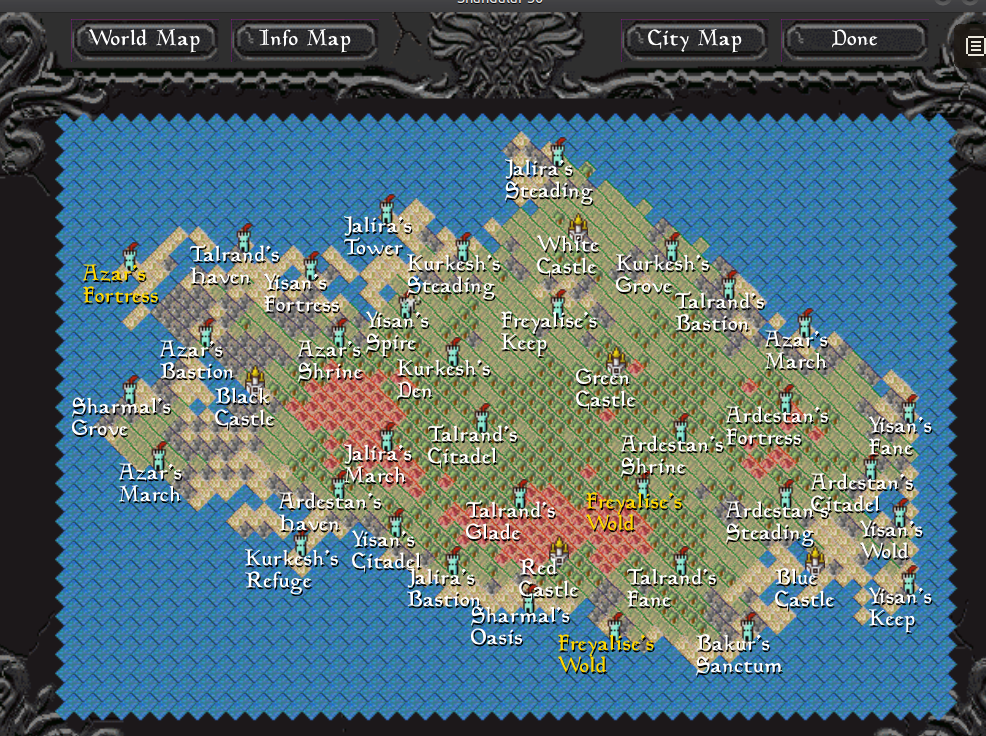 World Map
Info Map
City Map
Done
Jalira's
Steading
Jalira's
Tower
White
Castle
Talrand's
haven
Kurkesh's
Steading
Kurkesh's
Grove
Azar's
Fortress
Yisan's
Fortress
Talrand's
Bastion
Yisan's
Spire
Freyalise's
Keep
Azar's
March
Azar's
Bastion
Azar's
Shrine
Kurkesh's
Den
Green
Castle
Black
Castle
Sharmal's
Grove
Ardestan's
Fortress
Yisan's
Fane
Talrand's
Citadel
Ardestan's
Shrine
Jalira's
March
Azar's
March
Ardestan's
Citadel
Ardestan's
haven
Talrand's
Glade
Freyalise's
Wold
Ardestan's
Steading
Yisan's
Wold
Yisan's
Citadel
Kurkesh's
Refuge
Red
Castle
Jalira's
Bastion
Talrand's
Fane
Blue
Castle
Yisan's
Keep
Sharmal's
Oasis
Freyalise's
Wold
Bakur's
Sanctum